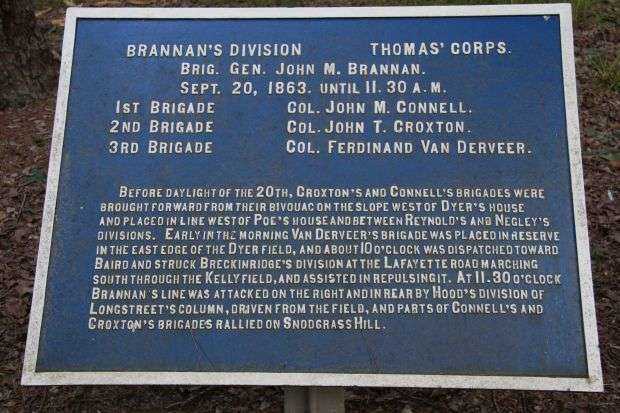 BRANNAN'S DIVISION THOMAS' CORPS.
BRIG. GEN. JOHN M. BRANNAN.
SEPT. 20, 1863. UNTIL 11.30 A.M.
1ST BRIGADE COL. JOHN M. CONNELL.
2ND BRIGADE COL. JOHN T. CROXTON.
3RD BRIGADE COL. FERDINAND VAN DERVEER.
BEFORE DAYLIGHT OF THE 20TH, CROXTON'S AND CONNELL'S BRIGADES WERE
BROUGHT FORWARD FROM THEIR BIVOUAC ON THE SLOPE WEST OF DYER'S HOUSE
AND PLACED IN LINE WEST OF POE'S HOUSE AND BETWEEN REYNOLD'S AND NEGLEY'S
DIVISIONS. EARLY IN THE MORNING VAN DERVEER'S BRIGADE WAS PLACED IN RESERVE
IN THE EAST EDGE OF THE DYER FIELD, AND ABOUT 10 O'CLOCK WAS DISPATCHED TOWARD
BAIRD AND STRUCK BRECKINRIDGE'S DIVISION AT THE LAFAYETTE ROAD MARCHING
SOUTH THROUGH THE KELLY FIELD, AND ASSISTED IN REPULSING IT. AT 11.30 O'CLOCK
BRANNAN'S LINE WAS ATTACKED ON THE RIGHT AND IN REAR BY HOOD'S DIVISION OF
LONGSTREET'S COLUMN, DRIVEN FROM THE FIELD, AND PARTS OF CONNELL'S AND
CROXTON'S BRIGADES RALLIED ON SNODGRASS HILL.